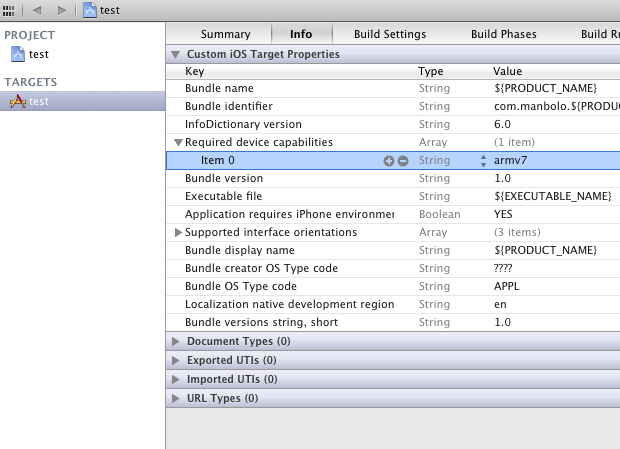 test
PROJECT
test
TARGETS
test
Summary Info Build Settings Build Phases Build Ru
Custom iOS Target Properties
Key Type Value
Bundle name String ${PRODUCT_NAME}
Bundle identifier String com.manbolo.${PRODUC
InfoDictionary version String 6.0
Required device capabilities Array (1 item)
Item 0 String armv7
Bundle version String 1.0
Executable file String ${EXECUTABLE_NAME}
Application requires iPhone environmen Boolean YES
Supported interface orientations Array (3 items)
Bundle display name String ${PRODUCT_NAME}
Bundle creator OS Type code String ????
Bundle OS Type code String APPL
Localization native development region String en
Bundle versions string, short String 1.0
Document Types (0)
Exported UTIs (0)
Imported UTIs (0)
URL Types (0)